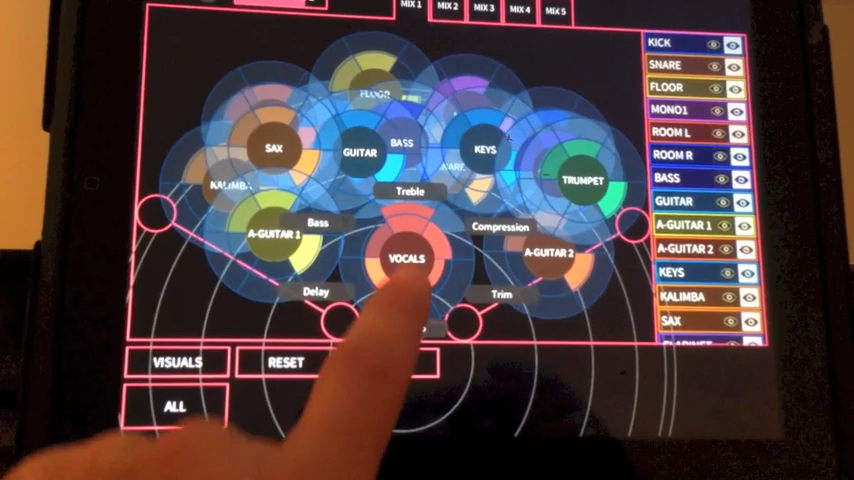 MIX 1
MIX 2
MIX 3
MIX 4
MIX 5
FLOOR
SAX
GUITAR
BASS
KEYS
KALIMBA
TRUMPET
Treble
A-GUITAR 1
Bass
Compression
VOCALS
A-GUITAR 2
Delay
Trim
KICK
SNARE
FLOOR
MONO1
ROOM L
ROOM R
BASS
GUITAR
A-GUITAR 1
A-GUITAR 2
KEYS
KALIMBA
SAX
VISUALS
RESET
ALL